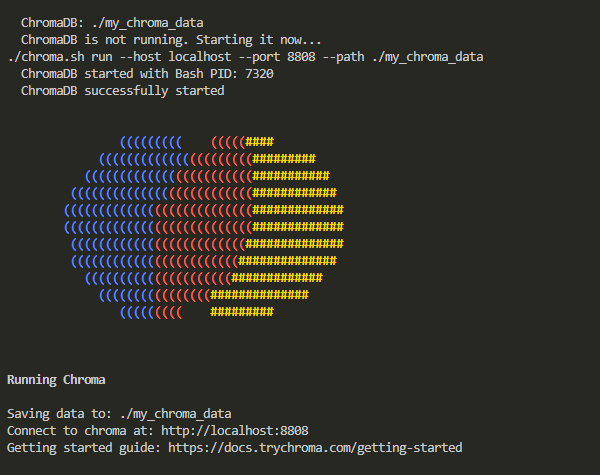 ChromaDB: ./my_chroma_data
ChromaDB is not running. Starting it now...
./chroma.sh run --host localhost --port 8808 --path ./my_chroma_data
ChromaDB started with Bash PID: 7320
ChromaDB successfully started
(((((((((    (((((####
(((((((((((((((((((((((#########
((((((((((((((((((((((((###########
((((((((((((((((((((((((((############
(((((((((((((((((((((((((((#############
(((((((((((((((((((((((((((#############
(((((((((((((((((((((((((##############
((((((((((((((((((((((((##############
(((((((((((((((((((((#############
((((((((((((((((##############
(((((((((    #########
Running Chroma
Saving data to: ./my_chroma_data
Connect to chroma at: http://localhost:8808
Getting started guide: https://docs.trychroma.com/getting-started